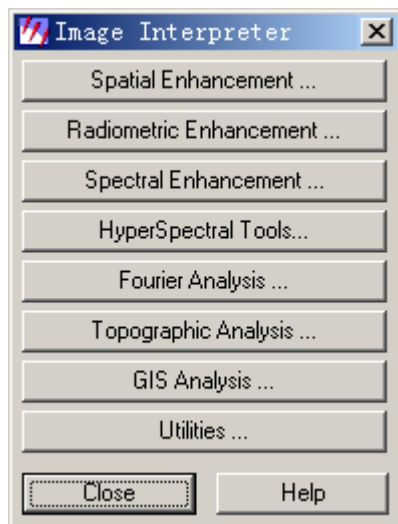 Image Interpreter
Spatial Enhancement ...
Radiometric Enhancement ...
Spectral Enhancement ...
HyperSpectral Tools...
Fourier Analysis ...
Topographic Analysis ...
GIS Analysis ...
Utilities ...
Close Help